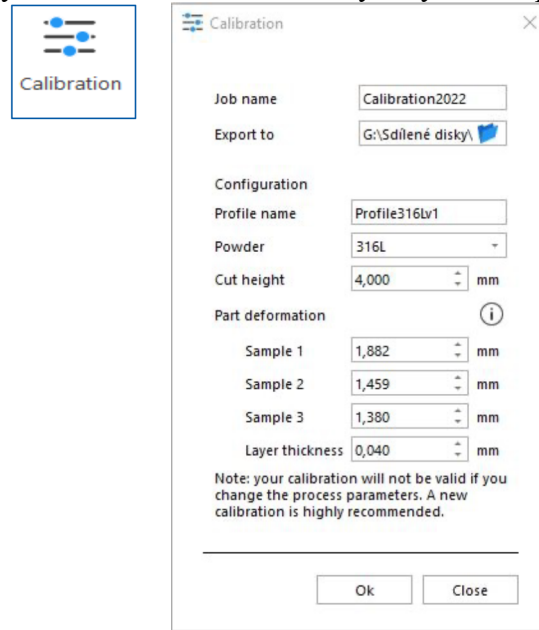 Calibration
Calibration
Job name Calibration2022
Export to G:\Sdílené disky\
Configuration
Profile name Profile316Lv1
Powder 316L
Cut height 4,000 mm
Part deformation i
Sample 1 1,882 mm
Sample 2 1,459 mm
Sample 3 1,380 mm
Layer thickness 0,040 mm
Note: your calibration will not be valid if you
change the process parameters. A new
calibration is highly recommended.
Ok Close